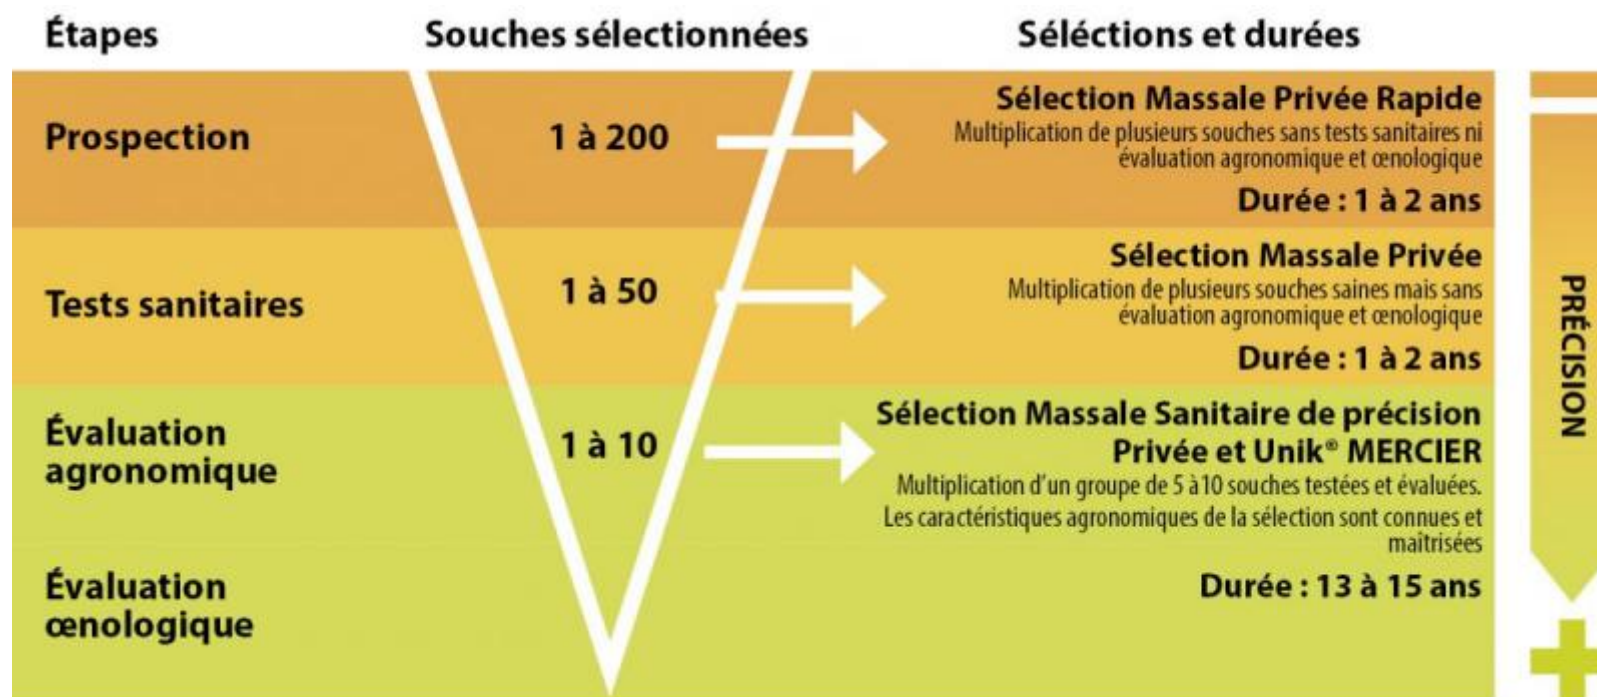 Étapes
Souches sélectionnées
Séléctions et durées
Prospection
1 à 200
Sélection Massale Privée Rapide
Multiplication de plusieurs souches sans tests sanitaires ni
évaluation agronomique et œnologique
Durée : 1 à 2 ans
Tests sanitaires
1 à 50
Sélection Massale Privée
Multiplication de plusieurs souches saines mais sans
évaluation agronomique et œnologique
Durée : 1 à 2 ans
Évaluation
agronomique
1 à 10
Sélection Massale Sanitaire de précision
Privée et Unik® MERCIER
Multiplication d'un groupe de 5 à10 souches testées et évaluées.
Les caractéristiques agronomiques de la sélection sont connues et
maîtrisées
Durée : 13 à 15 ans
Évaluation
œnologique
PRÉCISION